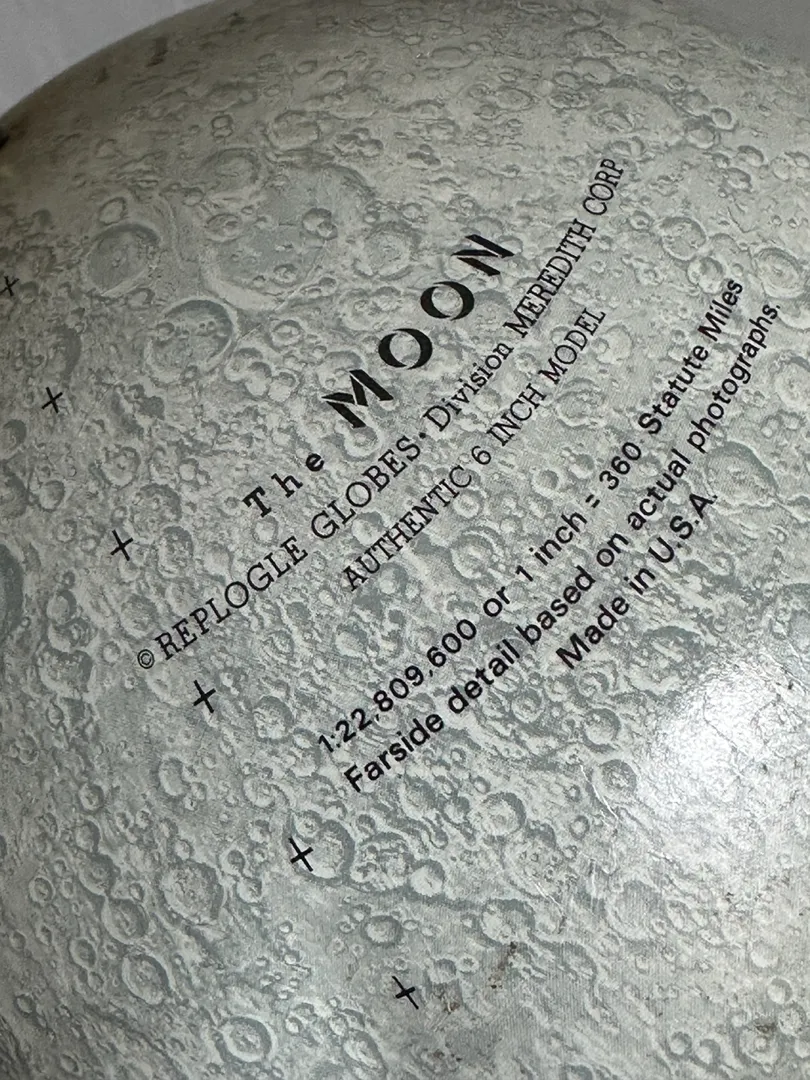 The MOON
© REPLOGLE GLOBES • Division MEREDITH CORP
AUTHENTIC 6 INCH MODEL
1:22,809,600 or 1 inch = 360 Statute Miles
Farside detail based on actual photographs.
Made in U.S.A.